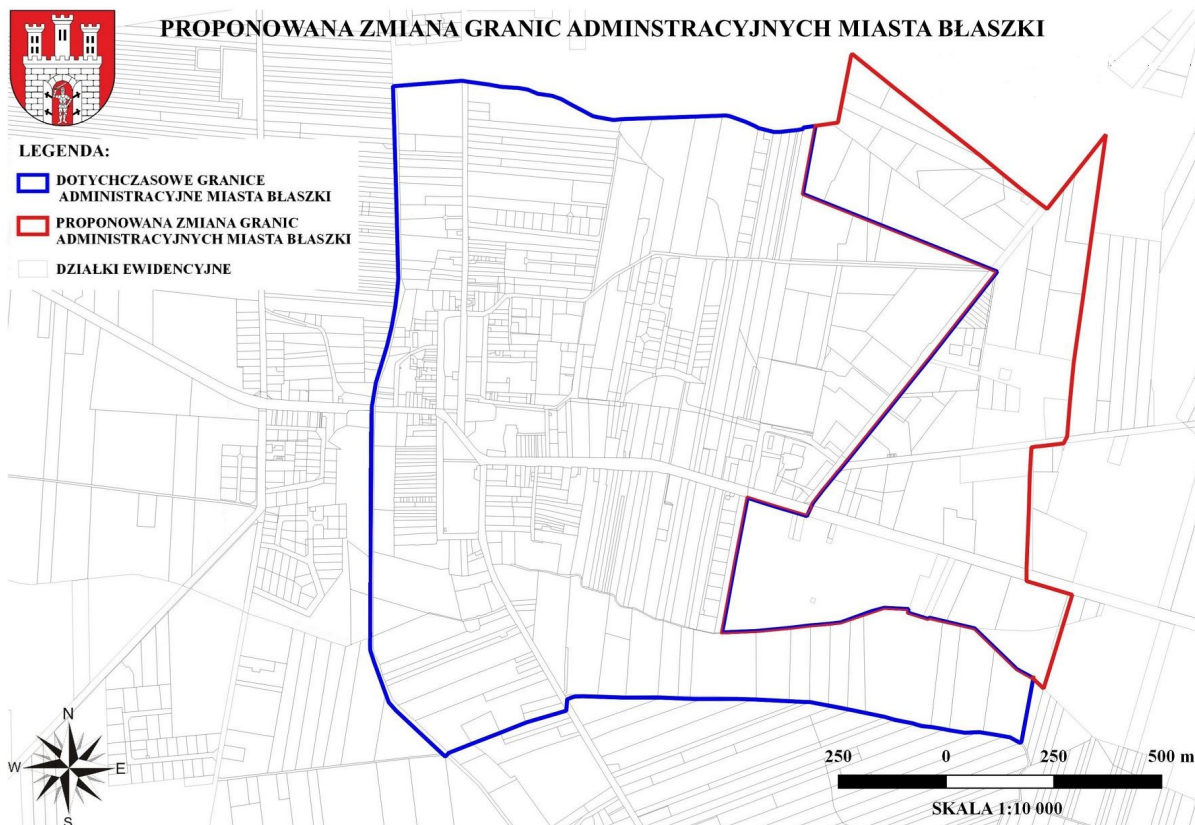 PROPONOWANA ZMIANA GRANIC ADMINSTRACYJNYCH MIASTA BŁASZKI
LEGENDA:
DOTYCHCZASOWE GRANICE
ADMINISTRACYJNE MIASTA BŁASZKI
PROPONOWANA ZMIANA GRANIC
ADMINISTRACYJNYCH MIASTA BŁASZKI
DZIAŁKI EWIDENCYJNE
N
W E
S
250 0 250 500 m
SKALA 1:10 000